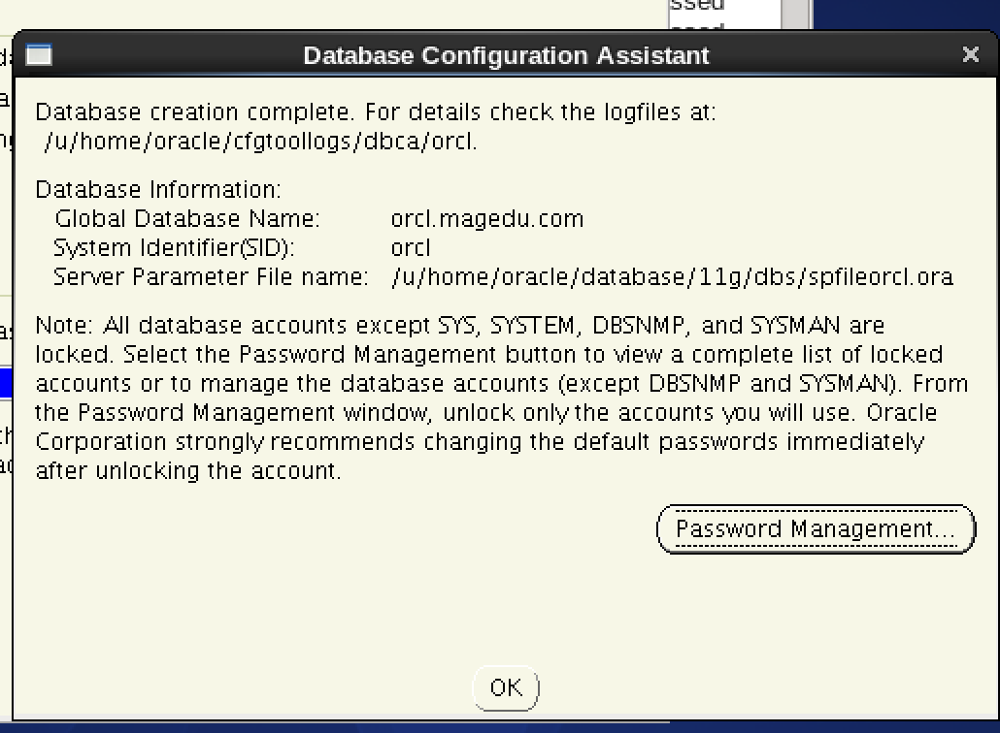 ssed
Database Configuration Assistant
Database creation complete. For details check the logfiles at:
/u/home/oracle/cfgtoollogs/dbca/orcl.
Database Information:
Global Database Name: orcl.magedu.com
System Identifier(SID): orcl
Server Parameter File name: /u/home/oracle/database/11g/dbs/spfileorcl.ora
Note: All database accounts except SYS, SYSTEM, DBSNMP, and SYSMAN are
locked. Select the Password Management button to view a complete list of locked
accounts or to manage the database accounts (except DBSNMP and SYSMAN). From
the Password Management window, unlock only the accounts you will use. Oracle
Corporation strongly recommends changing the default passwords immediately
after unlocking the account.
Password Management...
OK